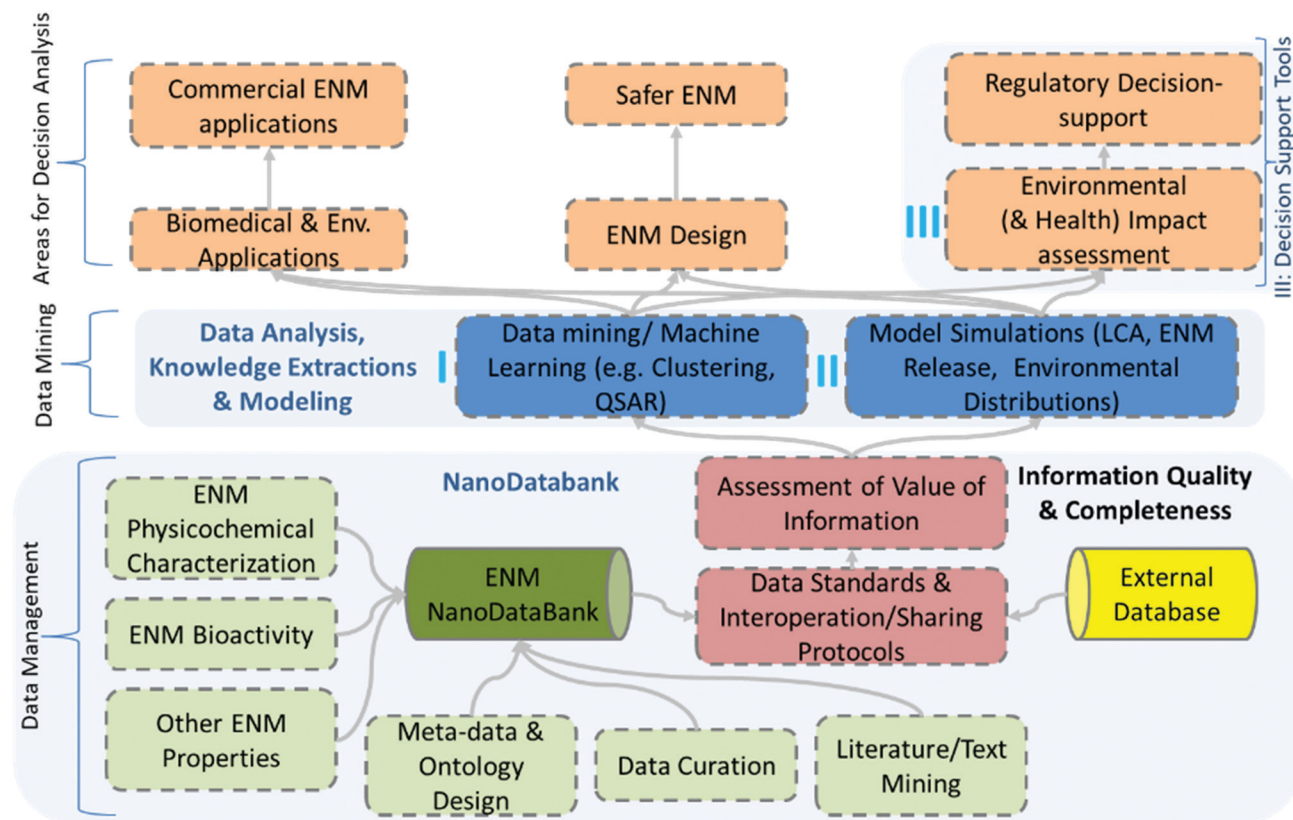 Areas for Decision Analysis
Commercial ENM
applications
Safer ENM
Regulatory Decision-
support
III: Decision Support Tools
Biomedical & Env.
Applications
ENM Design
III
Environmental
(& Health) Impact
assessment
Data Mining
Data Analysis,
Knowledge Extractions
& Modeling
I
Data mining/ Machine
Learning (e.g. Clustering,
QSAR)
II
Model Simulations (LCA, ENM
Release, Environmental
Distributions)
Data Management
NanoDatabank
Assessment of Value of
Information
Information Quality
& Completeness
ENM
Physicochemical
Characterization
ENM
NanoDataBank
Data Standards &
Interoperation/Sharing
Protocols
External
Database
ENM Bioactivity
Other ENM
Properties
Meta-data &
Ontology
Design
Data Curation
Literature/Text
Mining